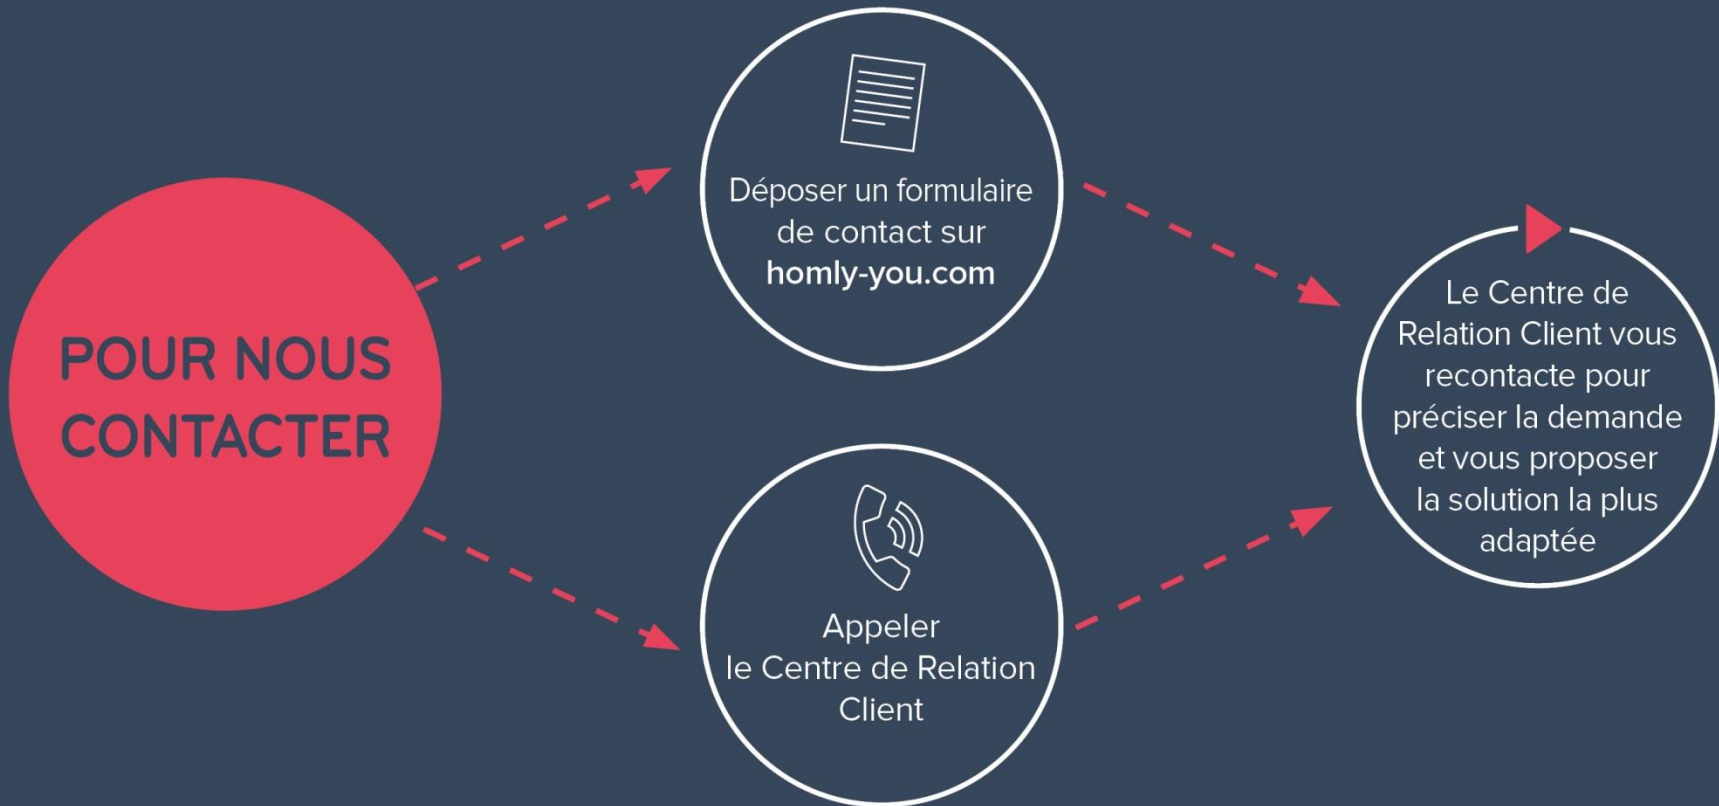 POUR NOUS
CONTACTER
Déposer un formulaire
de contact sur
homly-you.com
Appeler
le Centre de Relation
Client
Le Centre de
Relation Client vous
recontacte pour
préciser la demande
et vous proposer
la solution la plus
adaptée